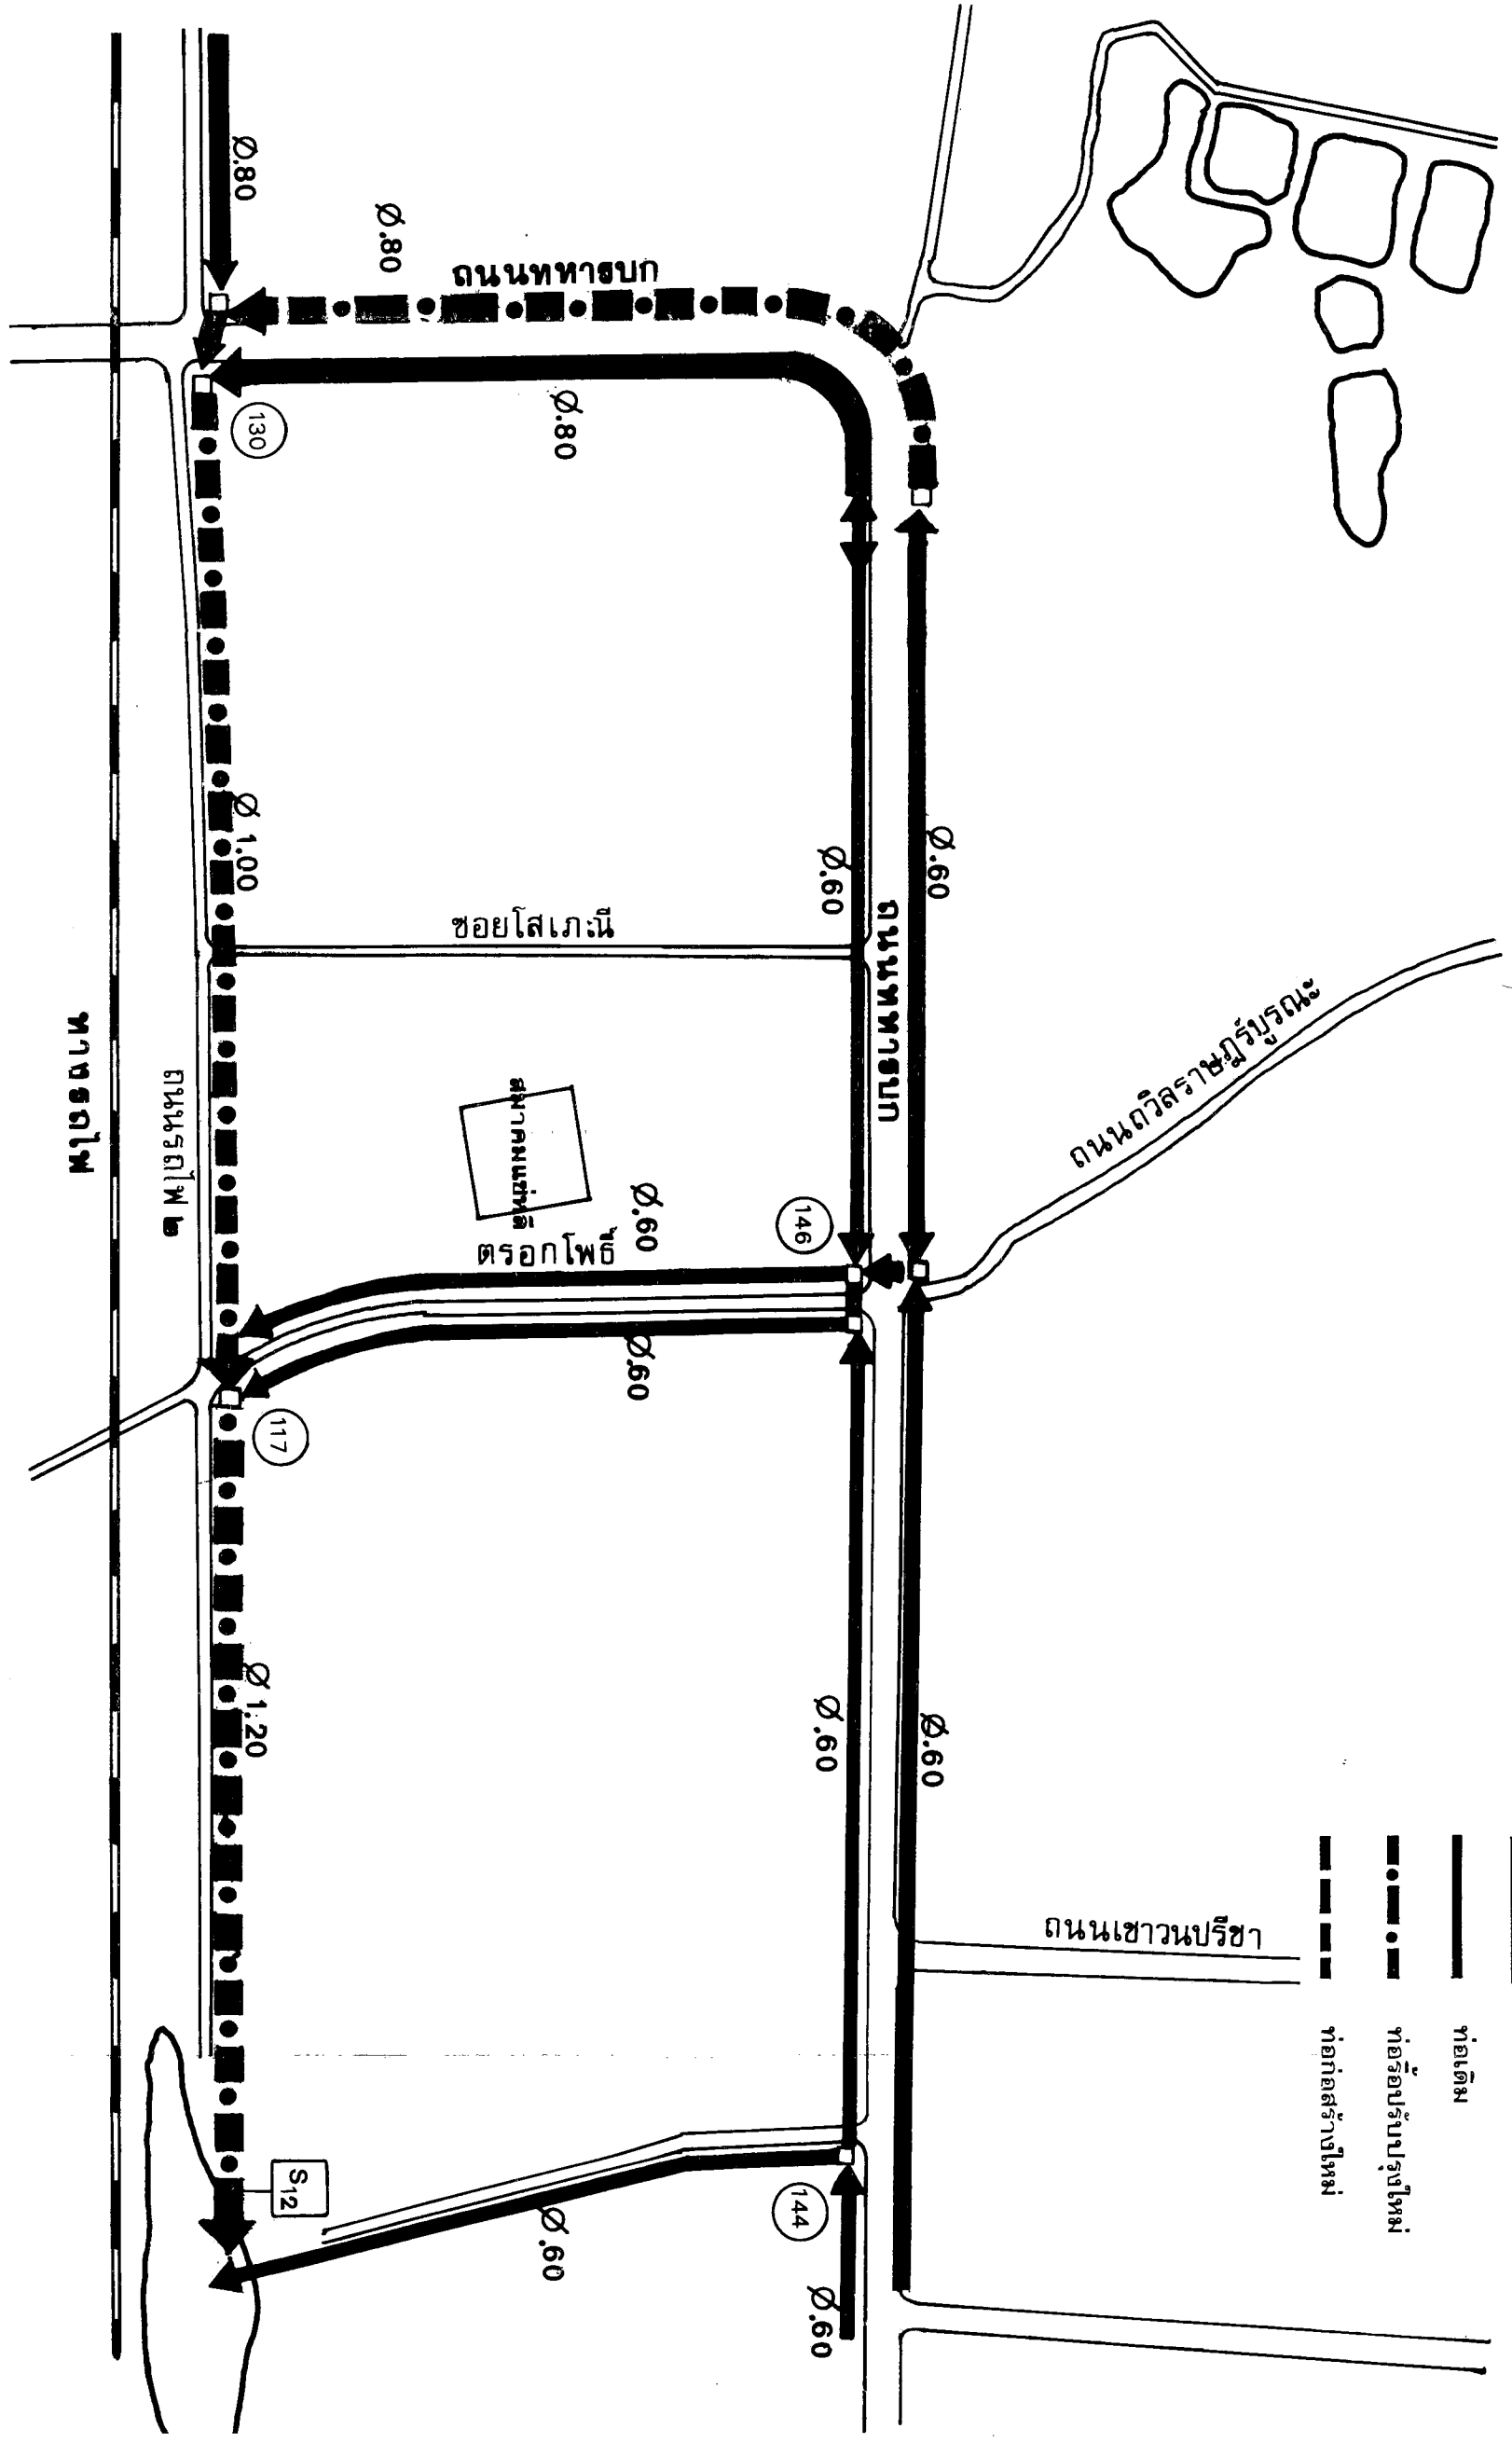 Ø.80
Ø.80
ถนนทหารบก
Ø.80
130
Ø 1.00
Ø.60
Ø.60
ซอยโสเภณี
ถนนทหารบก
ถนนถวิลราษฎร์บูรณะ
ทางรถไฟ
ถนนรถไฟ ๒
Ø.60
ตรอกโพธิ์
146
Ø.60
117
Ø 1.20
Ø.60
Ø.60
ถนนเชาวนปรีชา
ท่อเดิม
ท่อรื้อปรับปรุงใหม่
ท่อก่อสร้างใหม่
S12
144
Ø.60
Ø.60